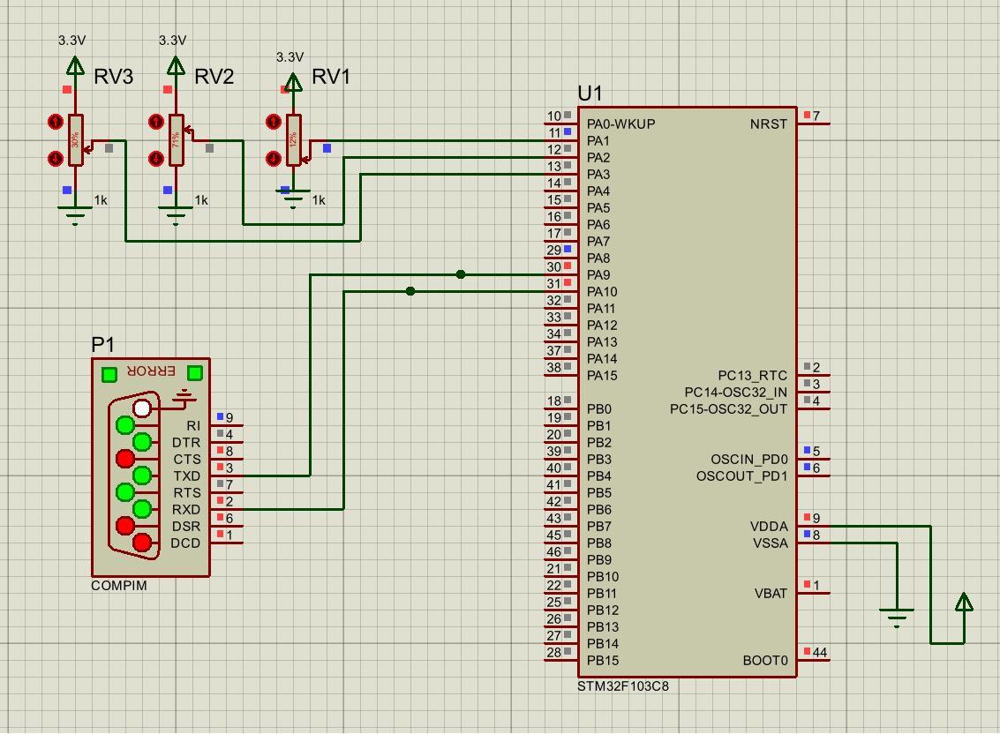 3.3V
3.3V
3.3V
RV3
RV2
RV1
30%
71%
12%
1k
1k
1k
U1
10 PA0-WKUP
11 PA1
12 PA2
13 PA3
14 PA4
15 PA5
16 PA6
17 PA7
29 PA8
30 PA9
31 PA10
32 PA11
33 PA12
34 PA13
37 PA14
38 PA15
18 PB0
19 PB1
20 PB2
39 PB3
40 PB4
41 PB5
42 PB6
43 PB7
45 PB8
46 PB9
21 PB10
22 PB11
25 PB12
26 PB13
27 PB14
28 PB15
NRST 7
PC13_RTC 2
PC14-OSC32_IN 3
PC15-OSC32_OUT 4
OSCIN_PD0 5
OSCOUT_PD1 6
VDDA 9
VSSA 8
VBAT 1
BOOT0 44
STM32F103C8
P1
ERROR
RI 9
DTR 4
CTS 8
TXD 3
RTS 7
RXD 2
DSR 6
DCD 1
COMPIM